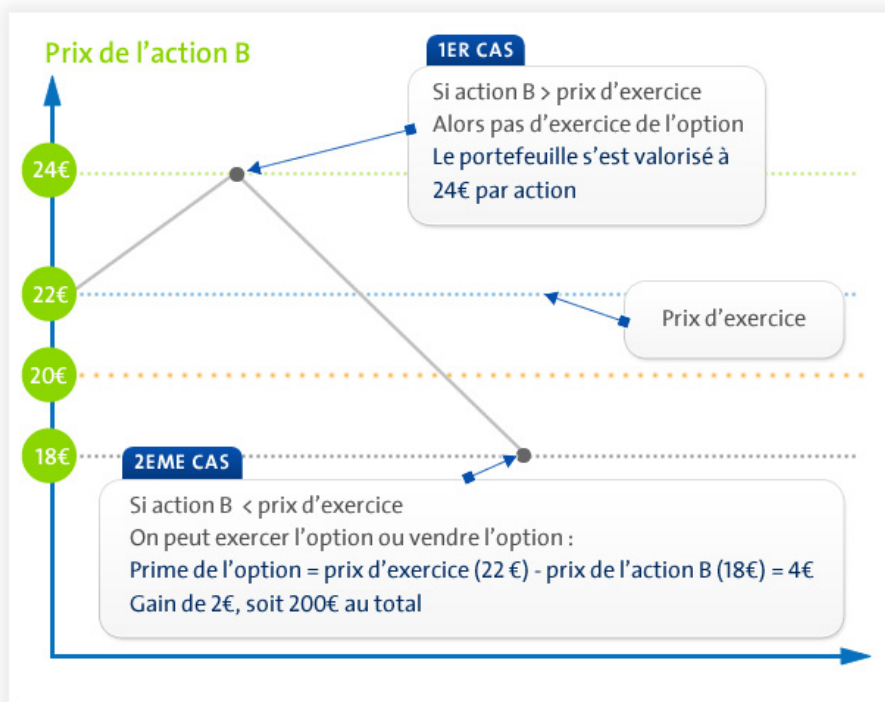 Prix de l’action B
1ER CAS
Si action B > prix d’exercice
Alors pas d’exercice de l’option
Le portefeuille s’est valorisé à
24€ par action
24€
22€
Prix d’exercice
20€
18€
2EME CAS
Si action B < prix d’exercice
On peut exercer l’option ou vendre l’option :
Prime de l’option = prix d’exercice (22 €) - prix de l’action B (18€) = 4€
Gain de 2€, soit 200€ au total